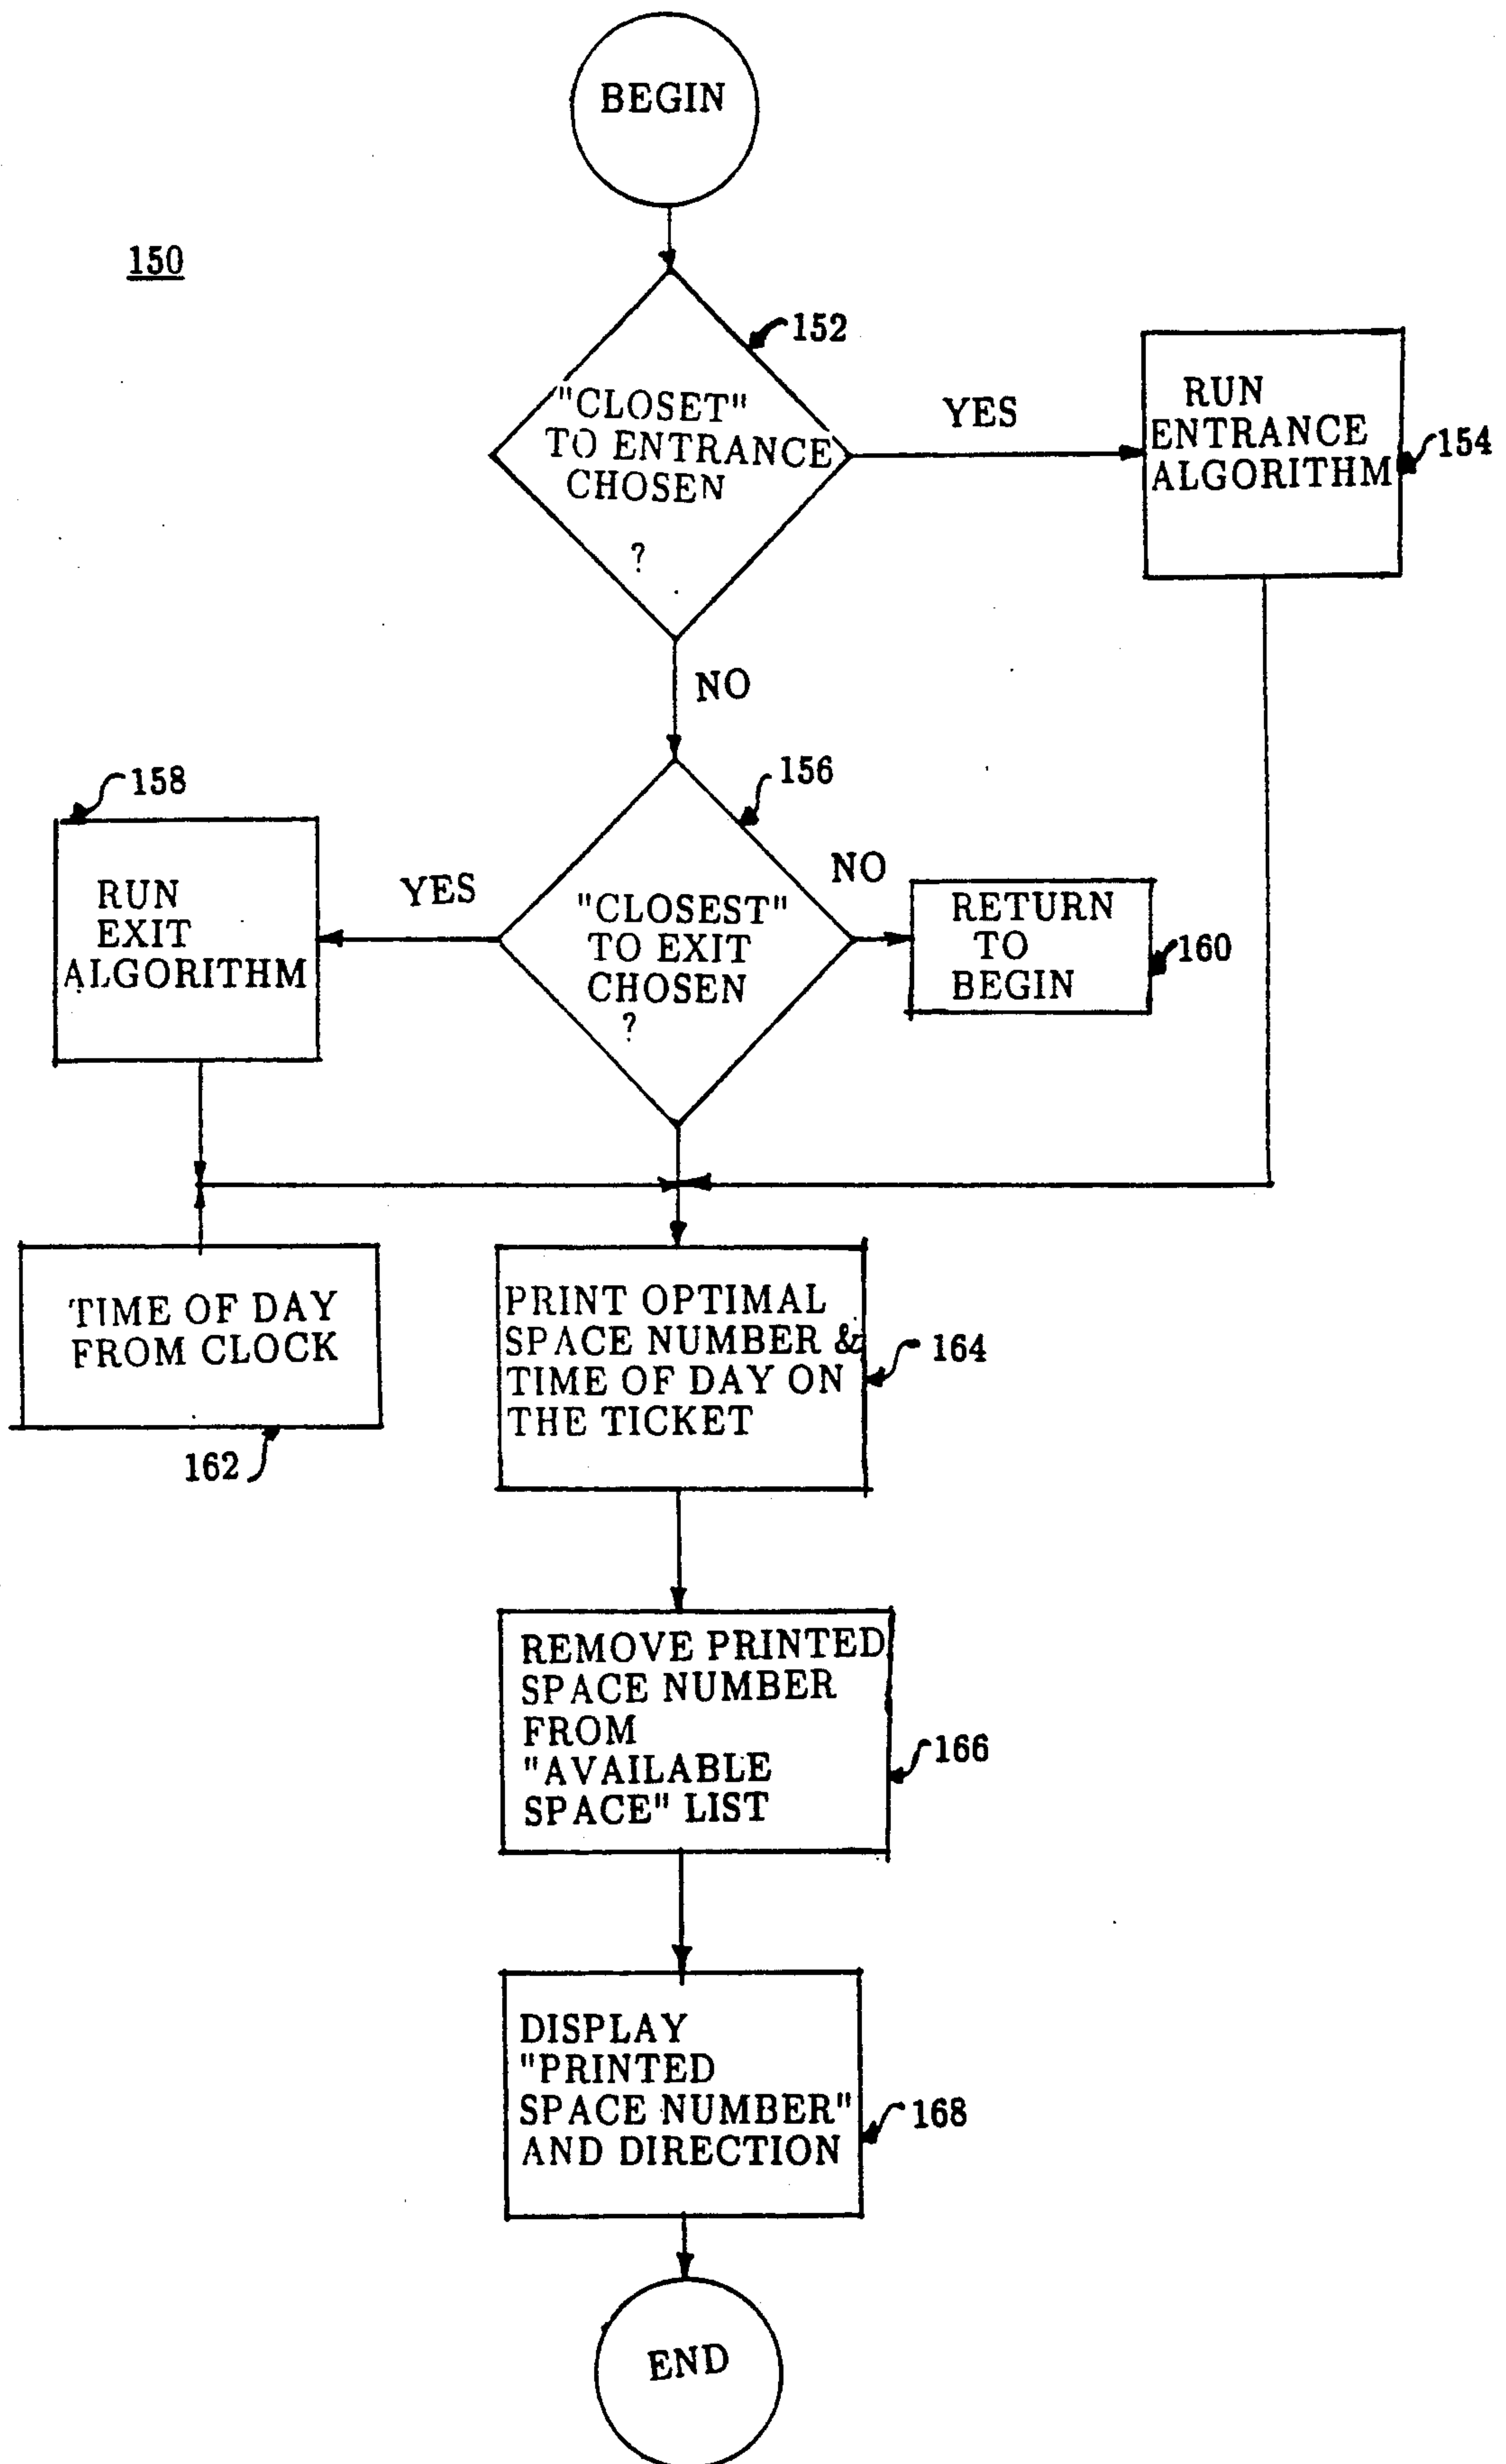 BEGIN
150
152
"CLOSET"
TO ENTRANCE
CHOSEN
?
YES
RUN
ENTRANCE
ALGORITHM
154
NO
156
158
RUN
EXIT
ALGORITHM
YES
"CLOSEST"
TO EXIT
CHOSEN
?
NO
RETURN
TO
BEGIN
160
TIME OF DAY
FROM CLOCK
162
PRINT OPTIMAL
SPACE NUMBER &
TIME OF DAY ON
THE TICKET
164
REMOVE PRINTED
SPACE NUMBER
FROM
"AVAILABLE
SPACE" LIST
166
DISPLAY
"PRINTED
SPACE NUMBER"
AND DIRECTION
168
END